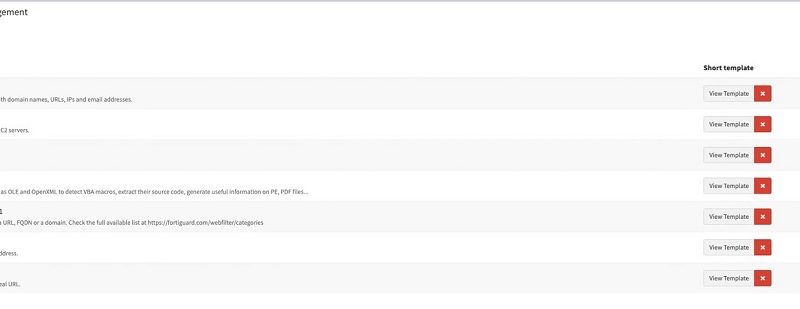 gement
Short template
th domain names, URLs, IPs and email addresses.
View Template ×
C2 servers.
View Template ×
View Template ×
as OLE and OpenXML to detect VBA macros, extract their source code, generate useful information on PE, PDF files...
View Template ×
1
a URL, FQDN or a domain. Check the full available list at https://fortiguard.com/webfilter/categories
View Template ×
ddress.
View Template ×
eal URL.
View Template ×